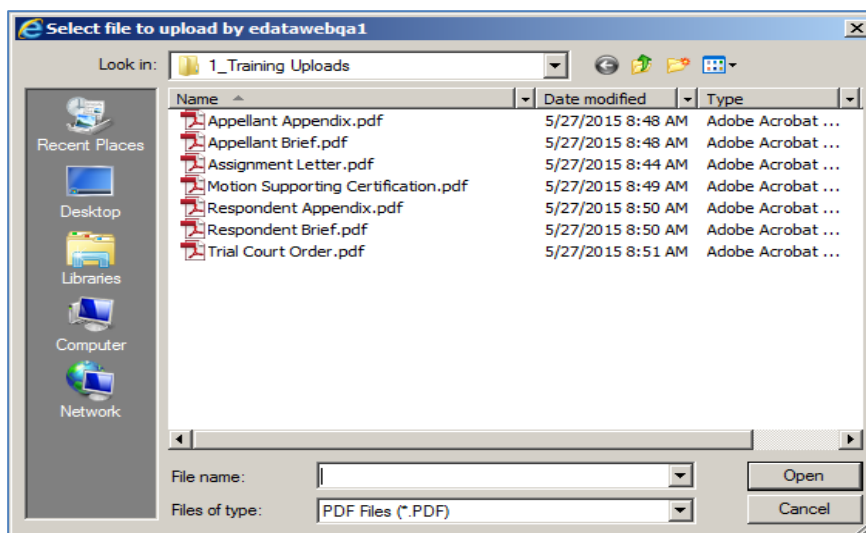 Select file to upload by edatawebqa1
Look in: 1_Training Uploads
Name Date modified Type
Appellant Appendix.pdf 5/27/2015 8:48 AM Adobe Acrobat ...
Appellant Brief.pdf 5/27/2015 8:48 AM Adobe Acrobat ...
Assignment Letter.pdf 5/27/2015 8:44 AM Adobe Acrobat ...
Motion Supporting Certification.pdf 5/27/2015 8:49 AM Adobe Acrobat ...
Respondent Appendix.pdf 5/27/2015 8:50 AM Adobe Acrobat ...
Respondent Brief.pdf 5/27/2015 8:50 AM Adobe Acrobat ...
Trial Court Order.pdf 5/27/2015 8:51 AM Adobe Acrobat ...
Recent Places
Desktop
Libraries
Computer
Network
File name: Open
Files of type: PDF Files (*.PDF) Cancel